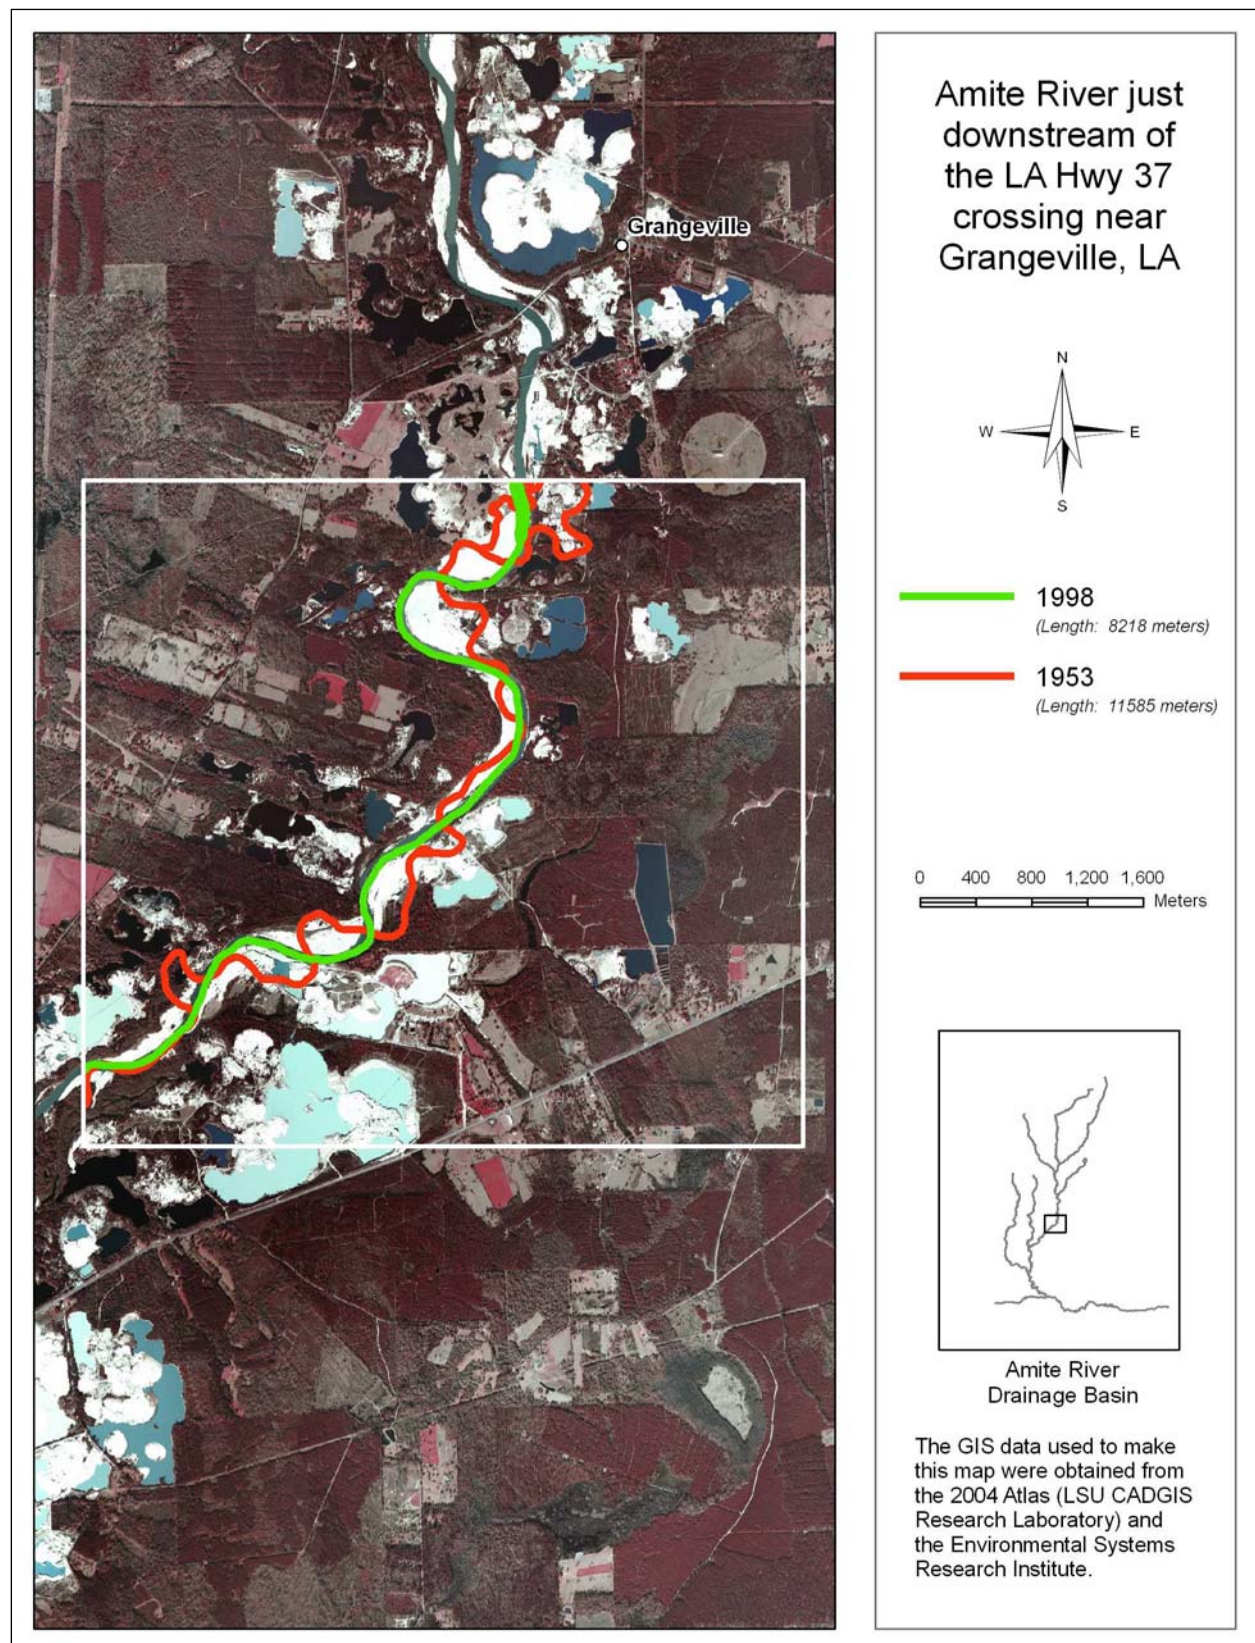 Amite River just
downstream of
the LA Hwy 37
crossing near
Grangeville, LA
Grangeville
N
W
E
S
1998
(Length: 8218 meters)
1953
(Length: 11585 meters)
0 400 800 1,200 1,600
Meters
Amite River
Drainage Basin
The GIS data used to make
this map were obtained from
the 2004 Atlas (LSU CADGIS
Research Laboratory) and
the Environmental Systems
Research Institute.